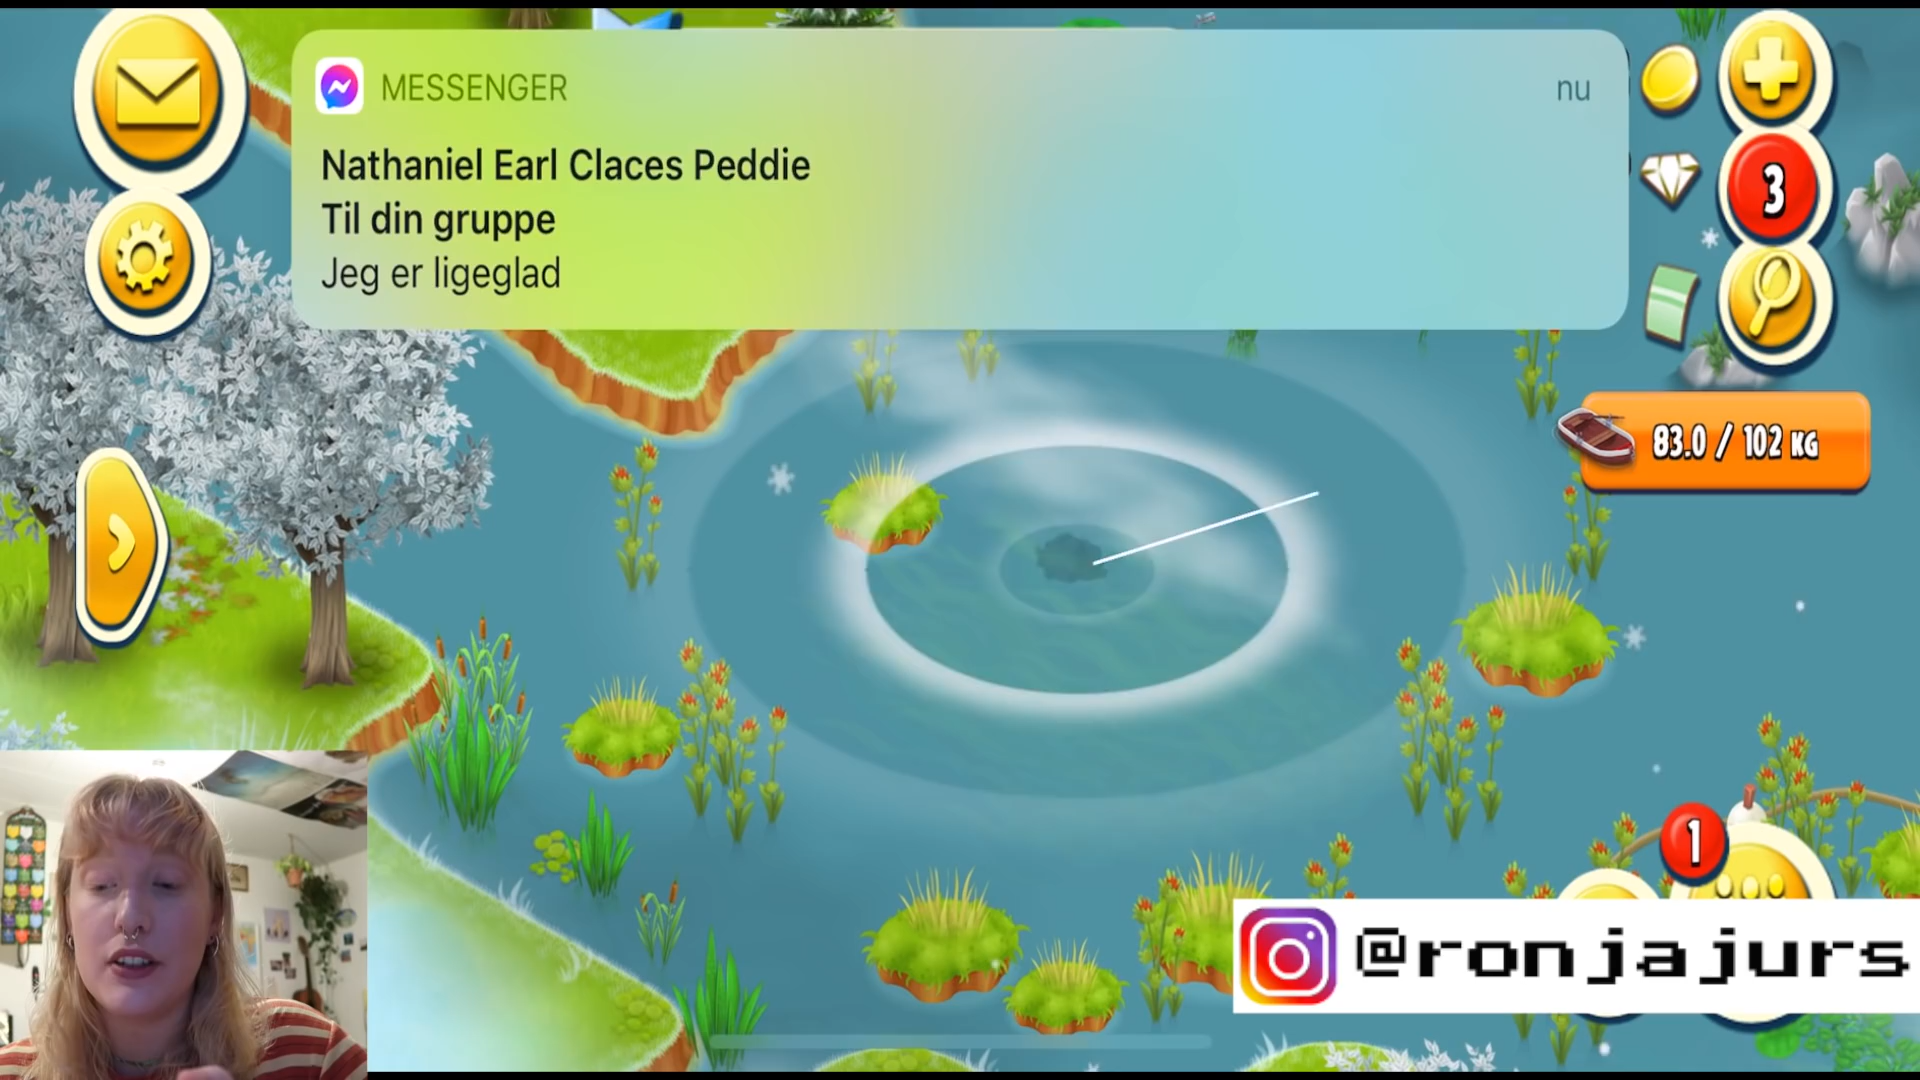 MESSENGER
nu
Nathaniel Earl Claces Peddie
Til din gruppe
Jeg er ligeglad
3
83.0 / 102 KG
1
@ronjajurs